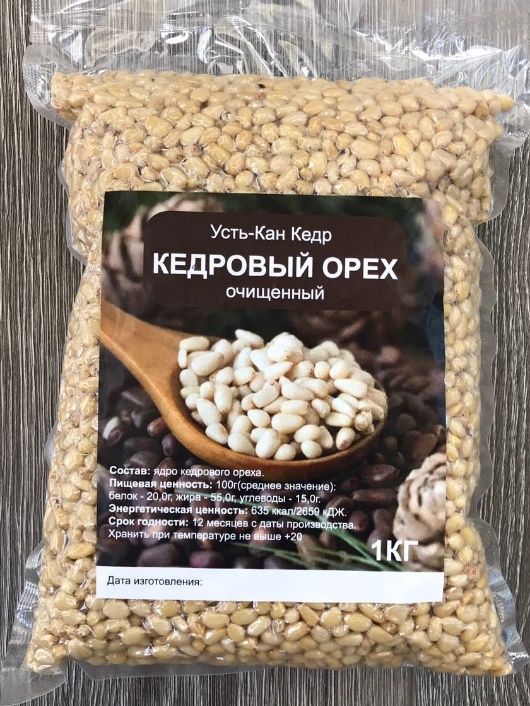 Усть-Кан Кедр
КЕДРОВЫЙ ОРЕХ
очищенный
Состав: ядро кедрового ореха.
Пищевая ценность: 100г(среднее значение):
белок - 20,0г, жира - 55,0г, углеводы - 15,0г.
Энергетическая ценность: 635 ккал/2659 кДЖ.
Срок годности: 12 месяцев с даты производства.
Хранить при температуре не выше +20
1КГ
Дата изготовления: